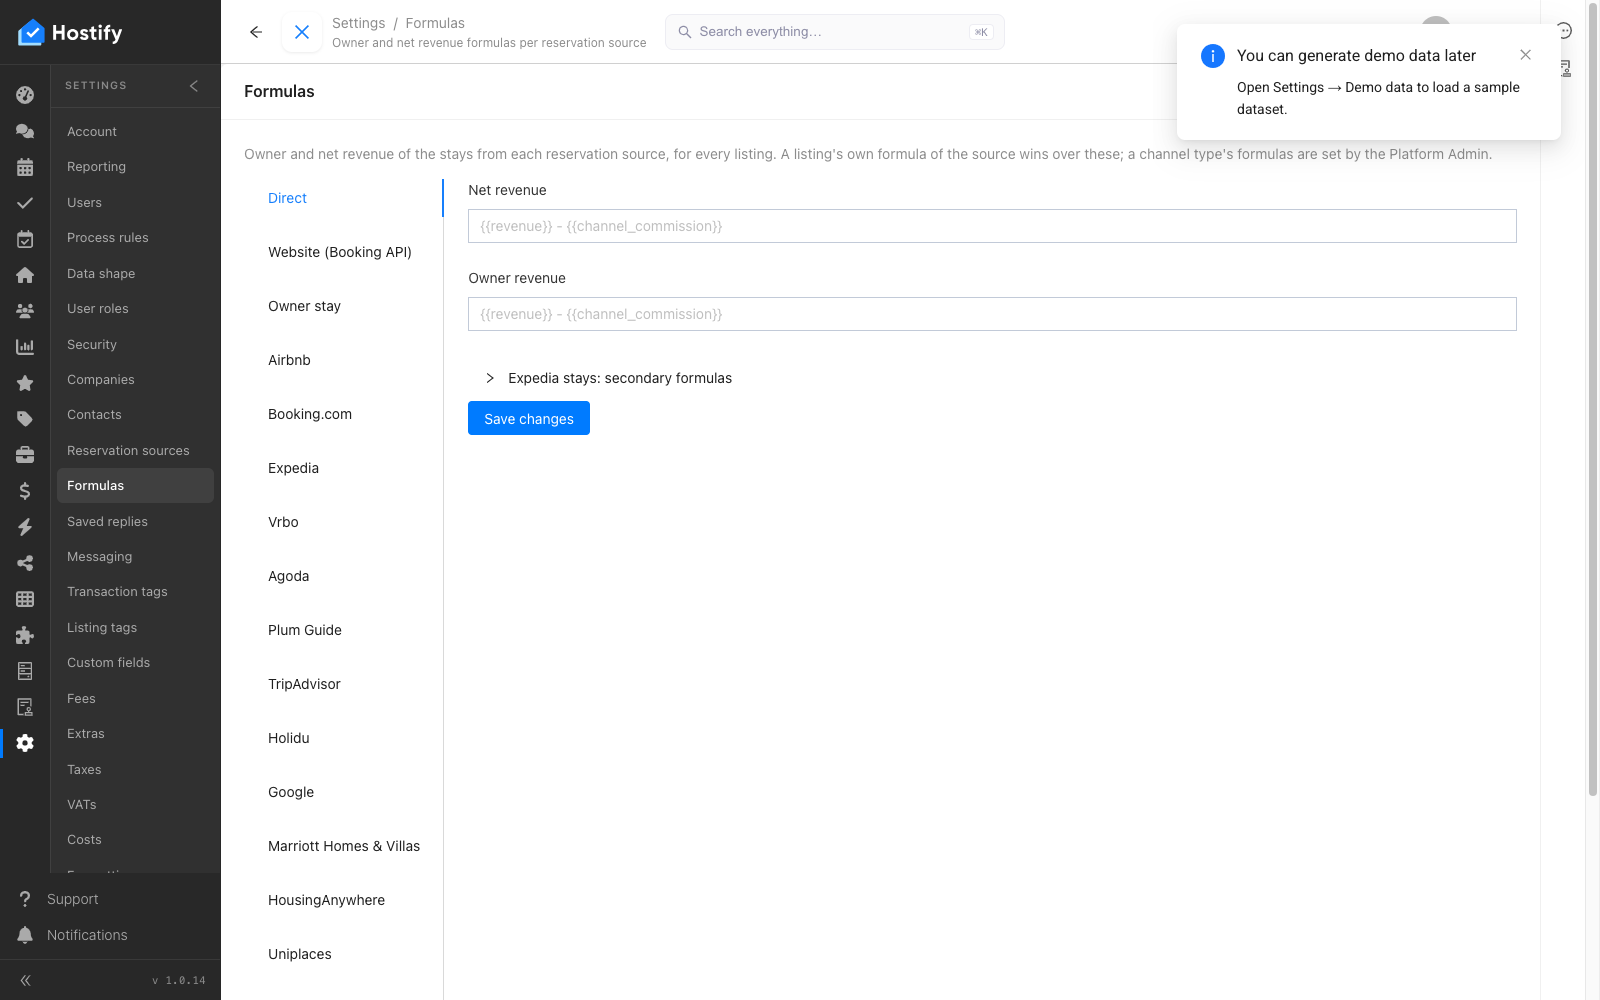 Hostify
Settings / Formulas
Owner and net revenue formulas per reservation source
Search everything…
⌘K
You can generate demo data later
Open Settings → Demo data to load a sample
dataset.
SETTINGS
Account
Reporting
Users
Process rules
Data shape
User roles
Security
Companies
Contacts
Reservation sources
Formulas
Saved replies
Messaging
Transaction tags
Listing tags
Custom fields
Fees
Extras
Taxes
VATs
Costs
Support
Notifications
v 1.0.14
Formulas
Owner and net revenue of the stays from each reservation source, for every listing. A listing's own formula of the source wins over these; a channel type's formulas are set by the Platform Admin.
Direct
Website (Booking API)
Owner stay
Airbnb
Booking.com
Expedia
Vrbo
Agoda
Plum Guide
TripAdvisor
Holidu
Google
Marriott Homes & Villas
HousingAnywhere
Uniplaces
Net revenue
{{revenue}} - {{channel_commission}}
Owner revenue
{{revenue}} - {{channel_commission}}
Expedia stays: secondary formulas
Save changes